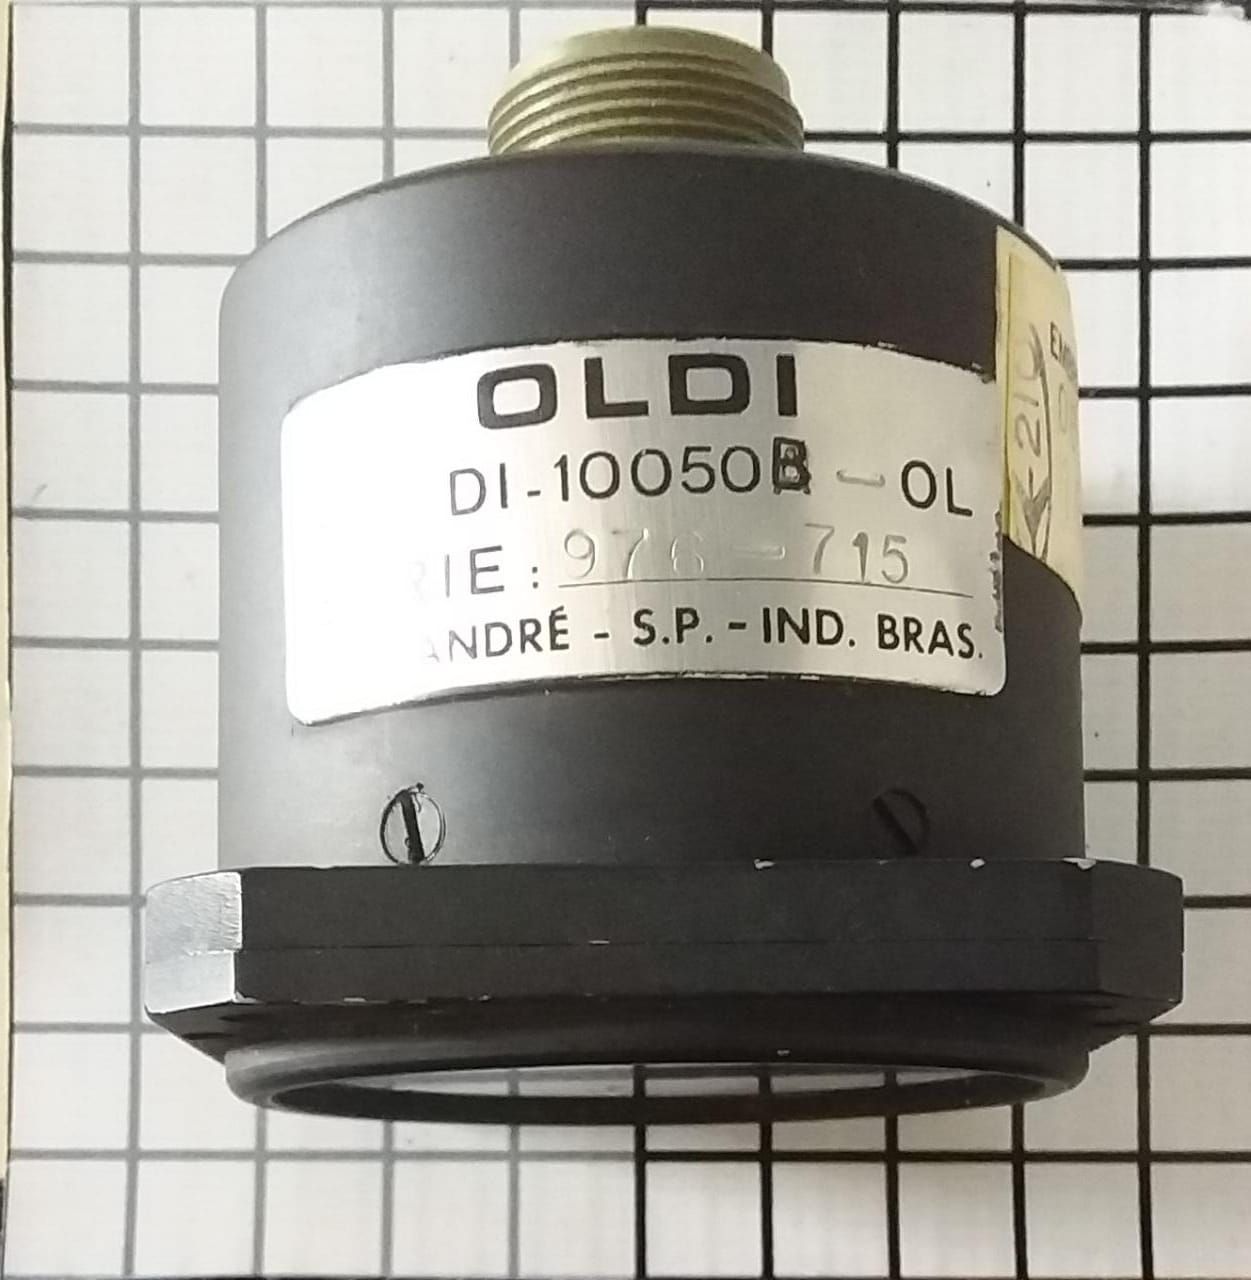 OLDI
DI-10050B - OL
RIE: 976-715
ANDRÉ - S.P. - IND. BRAS.